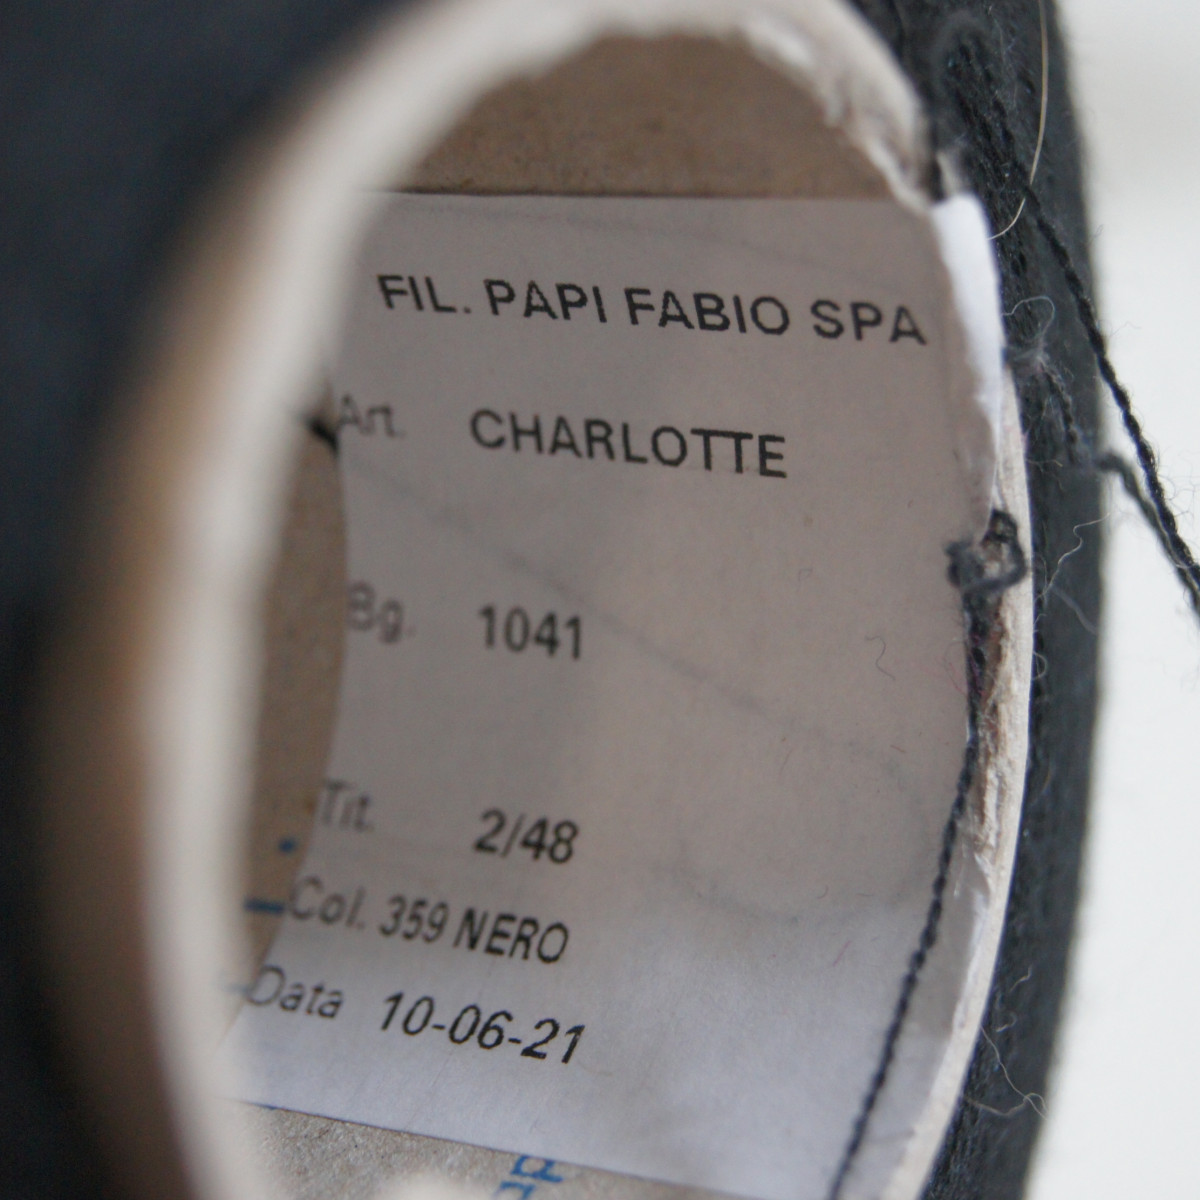 FIL. PAPI FABIO SPA
Art. CHARLOTTE
Bg. 1041
Tit. 2/48
Col. 359 NERO
Data 10-06-21